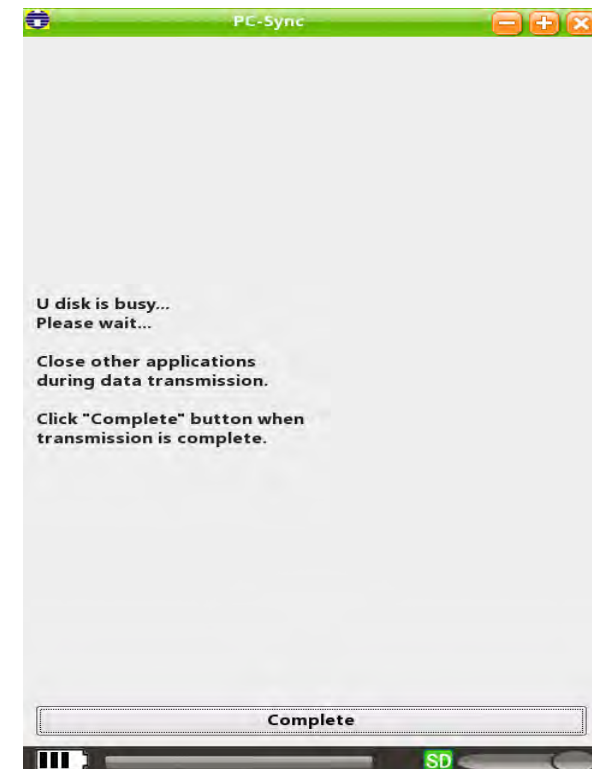 PC-Sync
U disk is busy...
Please wait...
Close other applications
during data transmission.
Click "Complete" button when
transmission is complete.
Complete
SD